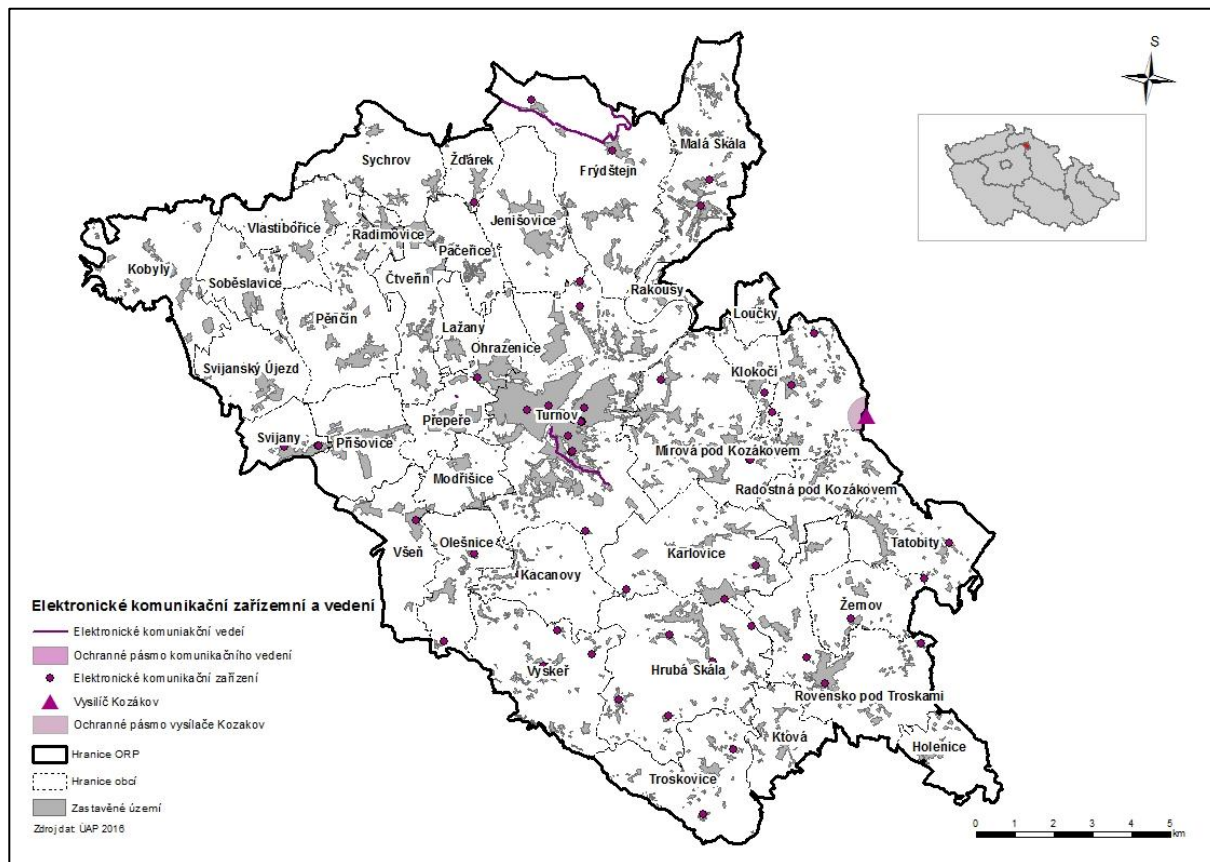 S
Malá Skála
Sychrov
Žďárek
Frýdštejn
Jenišovice
Vlastibořice
Radimovice
Pačeřice
Kobyly
Soběslavice
Čtveřín
Rakousy
Loučky
Pěnčín
Lažany
Ohrazenice
Svijanský Újezd
Klokočí
Přepeře
Turnov
Svijany
Příšovice
Mírová pod Kozákovem
Modřišice
Radostná pod Kozákovem
Všeň
Olešnice
Karlovice
Tatobity
Kacanovy
Žernov
Vyskeř
Hrubá Skála
Rovensko pod Troskami
Ktová
Holenice
Troskovice
Elektronické komunikační zařízemní a vedení
Elektronické komuniakční vedeí
Ochranné pásmo komunikačního vedení
Elektronické komunikační zařízení
Vysilíč Kozákov
Ochranné pásmo vysílače Kozakov
Hranice ORP
Hranice obcí
Zastavěné území
Zdroj dat: ÚAP 2016
0 1 2 3 4 5
km